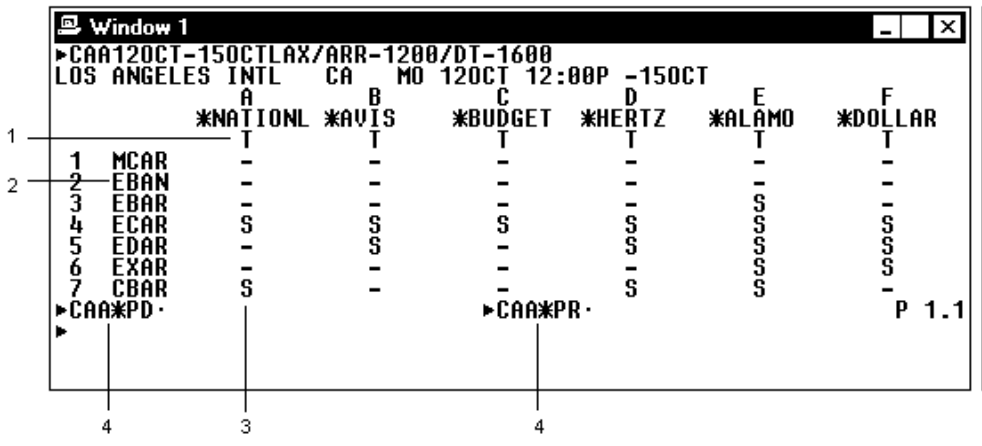 Window 1
►CAA12OCT-15OCTLAX/ARR-1200/DT-1600
LOS ANGELES INTL CA MO 12OCT 12:00P -15OCT
A B C D E F
*NATIONL *AVIS *BUDGET *HERTZ *ALAMO *DOLLAR
1 T T T T T T
1 MCAR - - - - - -
2 2 EBAN - - - - - -
3 EBAR - - - - S -
4 ECAR S S S S S S
5 EDAR - S - S S S
6 EXAR - - - - S S
7 CBAR S - - S S -
►CAA*PD· ►CAA*PR· P 1.1
►
4 3 4